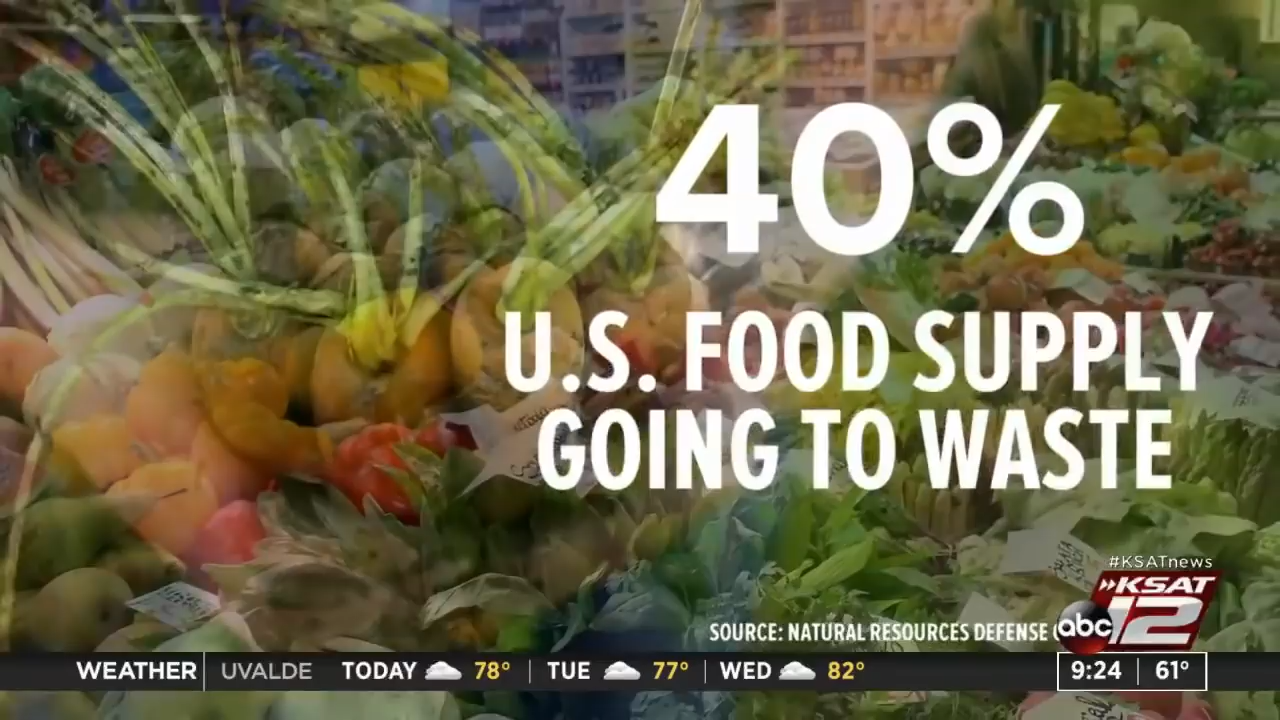 40%
U.S. FOOD SUPPLY
GOING TO WASTE
#KSATnews
KSAT
abc 12
SOURCE: NATURAL RESOURCES DEFENSE
WEATHER UVALDE TODAY 78° TUE 77° WED 82° 9:24 61°